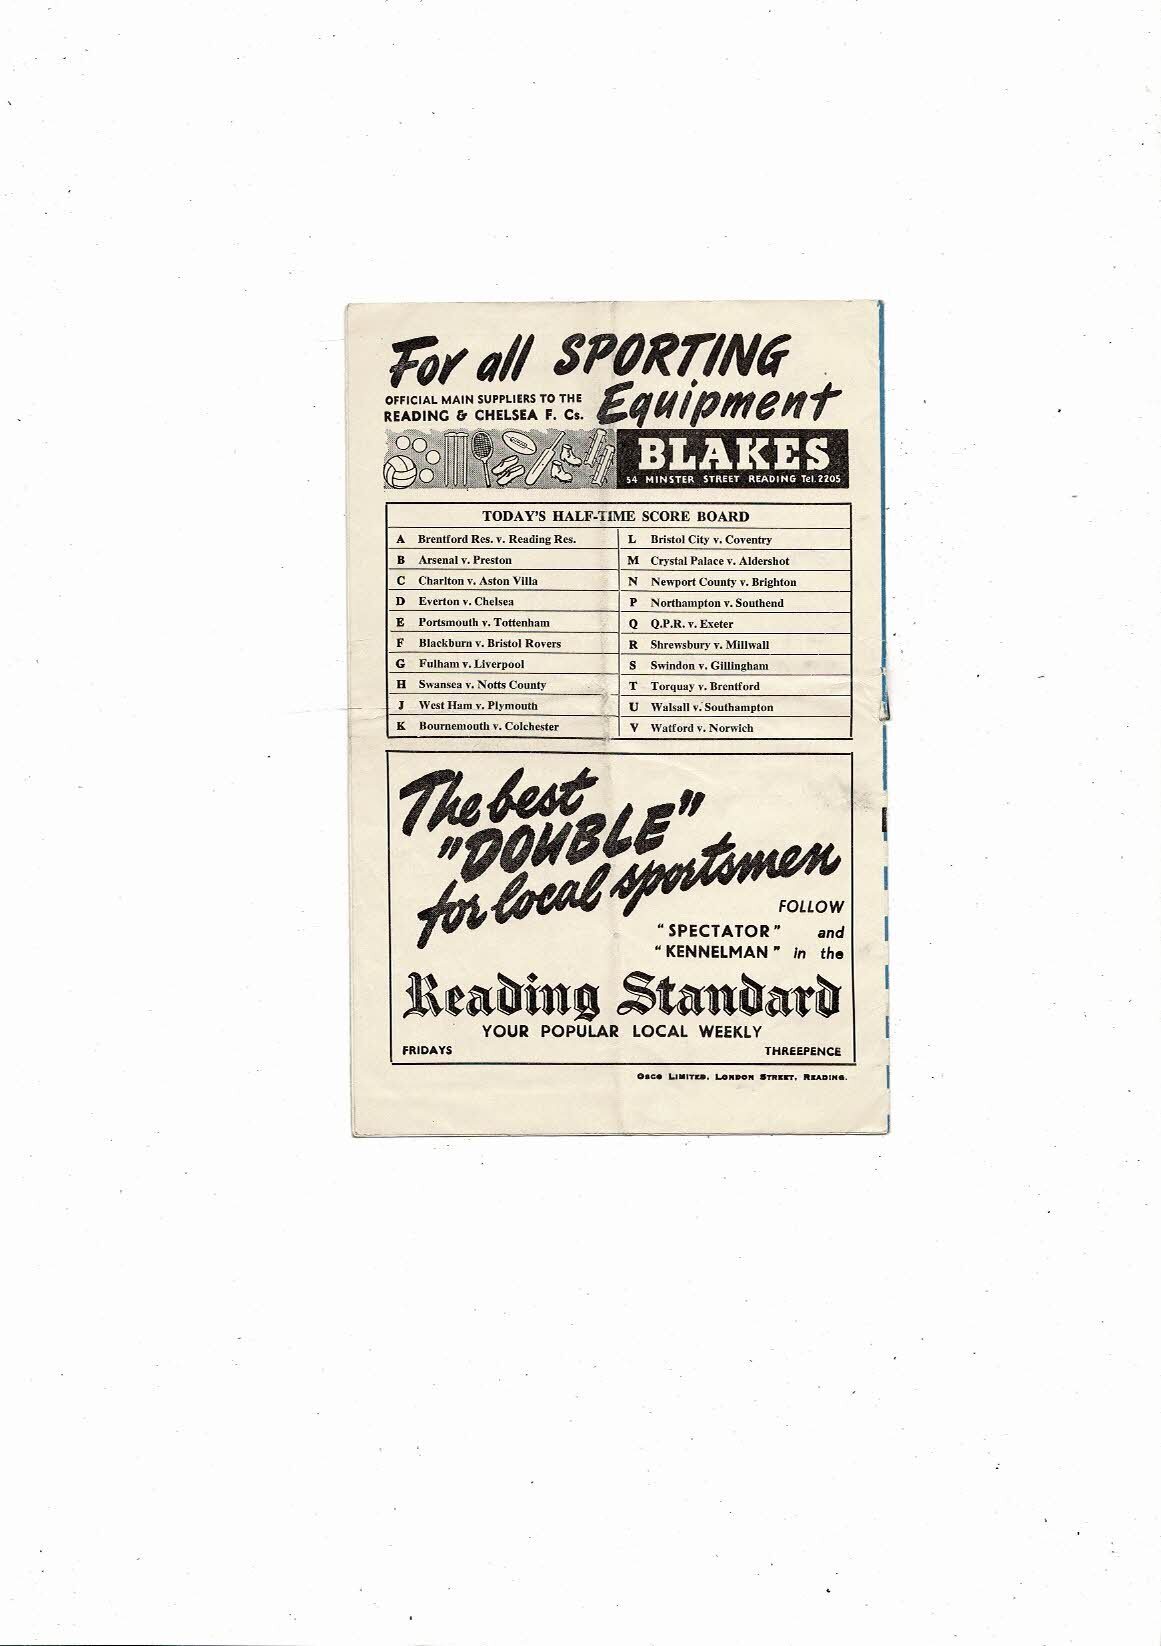 For all SPORTING
OFFICIAL MAIN SUPPLIERS TO THE
READING & CHELSEA F. Cs.
Equipment
BLAKES
54 MINSTER STREET READING Tel. 2205
TODAY'S HALF-TIME SCORE BOARD
A Brentford Res. v. Reading Res.
B Arsenal v. Preston
C Charlton v. Aston Villa
D Everton v. Chelsea
E Portsmouth v. Tottenham
F Blackburn v. Bristol Rovers
G Fulham v. Liverpool
H Swansea v. Notts County
J West Ham v. Plymouth
K Bournemouth v. Colchester
L Bristol City v. Coventry
M Crystal Palace v. Aldershot
N Newport County v. Brighton
P Northampton v. Southend
Q Q.P.R. v. Exeter
R Shrewsbury v. Millwall
S Swindon v. Gillingham
T Torquay v. Brentford
U Walsall v. Southampton
V Watford v. Norwich
The best
"DOUBLE"
for local sportsmen
FOLLOW
"SPECTATOR" and
"KENNELMAN" in the
Reading Standard
YOUR POPULAR LOCAL WEEKLY
FRIDAYS THREEPENCE
Osco Limited, London Street, Reading.